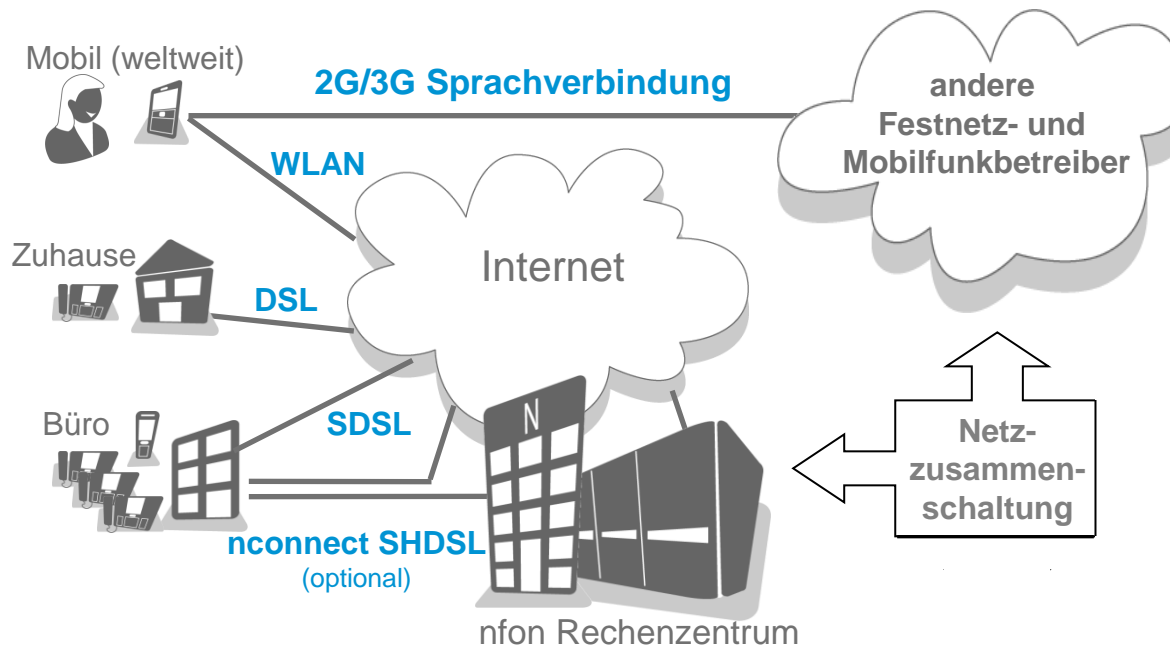 Mobil (weltweit)
2G/3G Sprachverbindung
andere
Festnetz- und
Mobilfunkbetreiber
WLAN
Internet
Zuhause
DSL
Büro
SDSL
N
Netz-
zusammen-
schaltung
nconnect SHDSL
(optional)
nfon Rechenzentrum